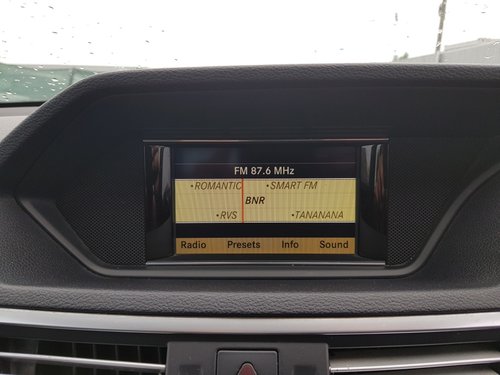 FM 87.6 MHz
•ROMANTIC •SMART FM
BNR
•RVS •TANANANA
Radio Presets Info Sound